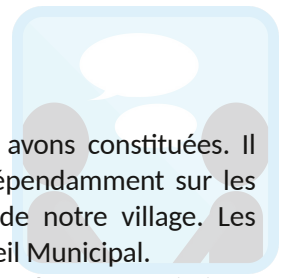 avons constituées. Il
épendamment sur les
de notre village. Les
eil Municipal.